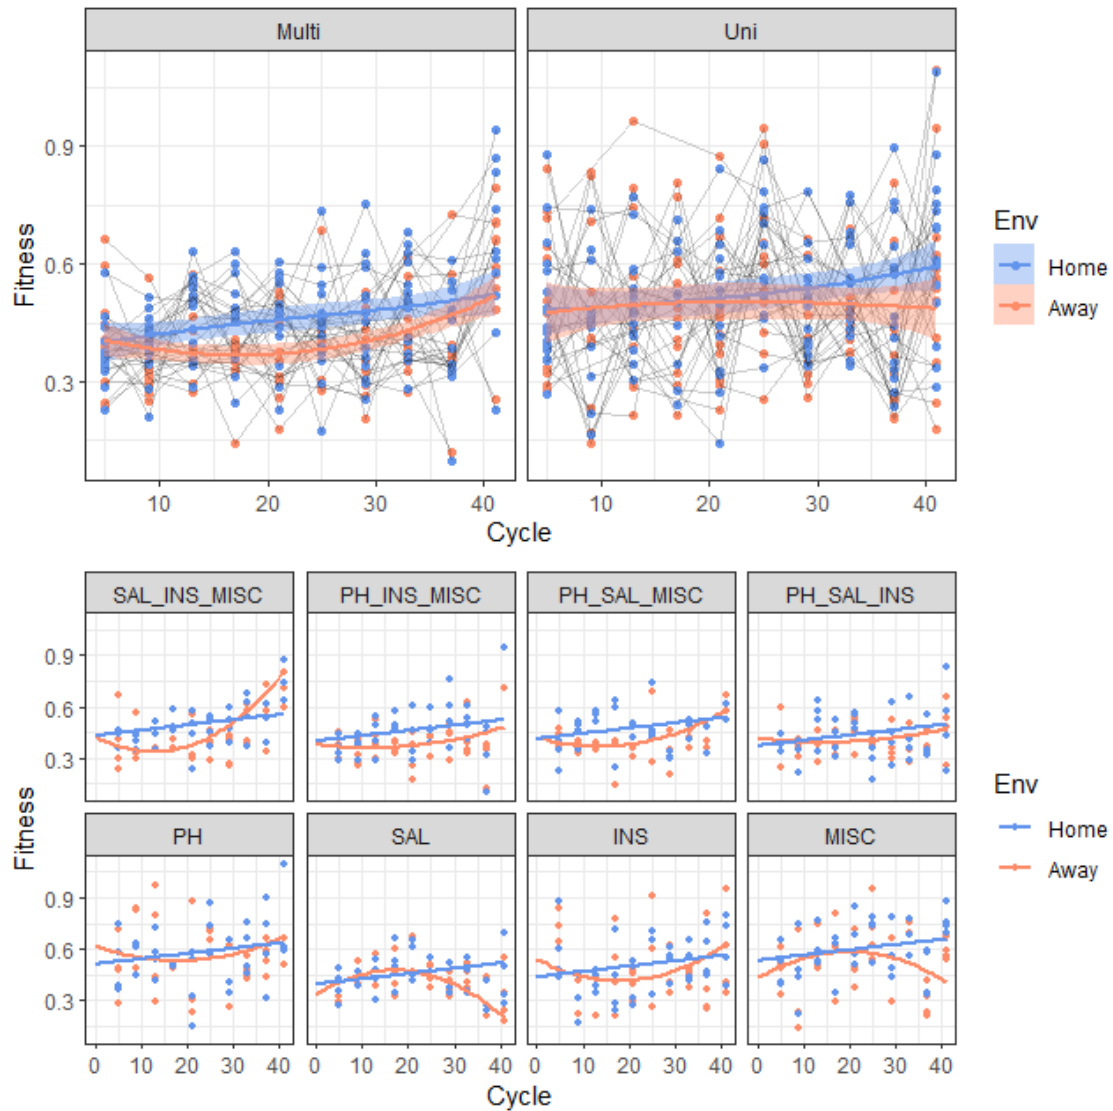 Multi Uni
0.9
0.6
0.3
Fitness
10 20 30 40 10 20 30 40
Cycle
Env
Home
Away
SAL_INS_MISC PH_INS_MISC PH_SAL_MISC PH_SAL_INS
0.9
0.6
0.3
PH SAL INS MISC
0.9
0.6
0.3
Fitness
0 10 20 30 40 0 10 20 30 40 0 10 20 30 40 0 10 20 30 40
Cycle
Env
Home
Away